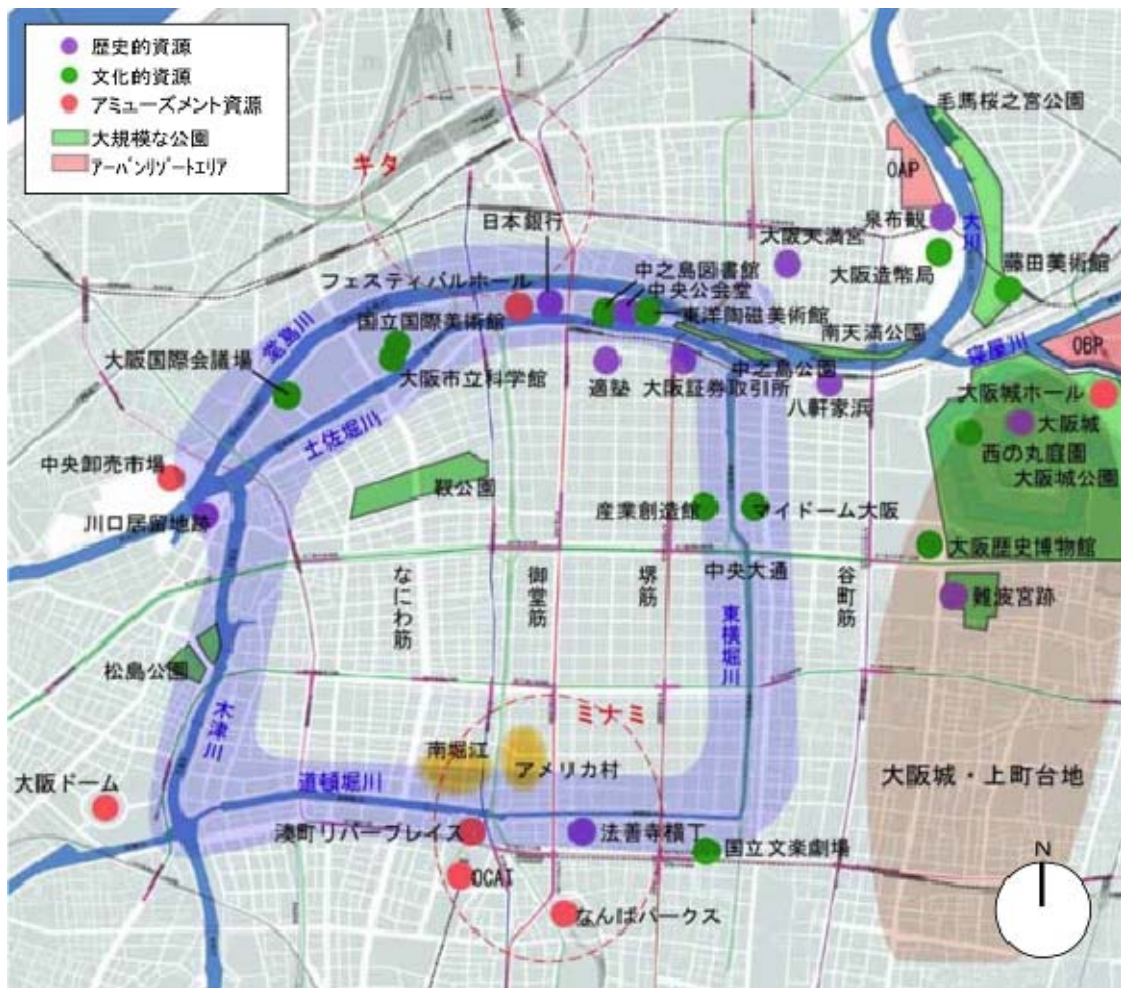 歴史的資源
文化的資源
アミューズメント資源
大規模な公園
アーバンリゾートエリア
キタ
毛馬桜之宮公園
OAP
泉布観
大川
日本銀行
大阪天満宮
大阪造幣局
藤田美術館
フェスティバルホール
中之島図書館
中央公会堂
国立国際美術館
東洋陶磁美術館
南天満公園
堂島川
寝屋川
OBP
大阪国際会議場
大阪市立科学館
適塾
大阪証券取引所
中之島公園
八軒家浜
大阪城ホール
大阪城
西の丸庭園
大阪城公園
土佐堀川
中央卸売市場
靱公園
川口居留地跡
産業創造館
マイドーム大阪
大阪歴史博物館
中央大通
なにわ筋
御堂筋
堺筋
谷町筋
難波宮跡
東横堀川
松島公園
木津川
ミナミ
南堀江
アメリカ村
大阪城・上町台地
大阪ドーム
道頓堀川
湊町リバープレイス
法善寺横丁
国立文楽劇場
OCAT
なんばパークス
N